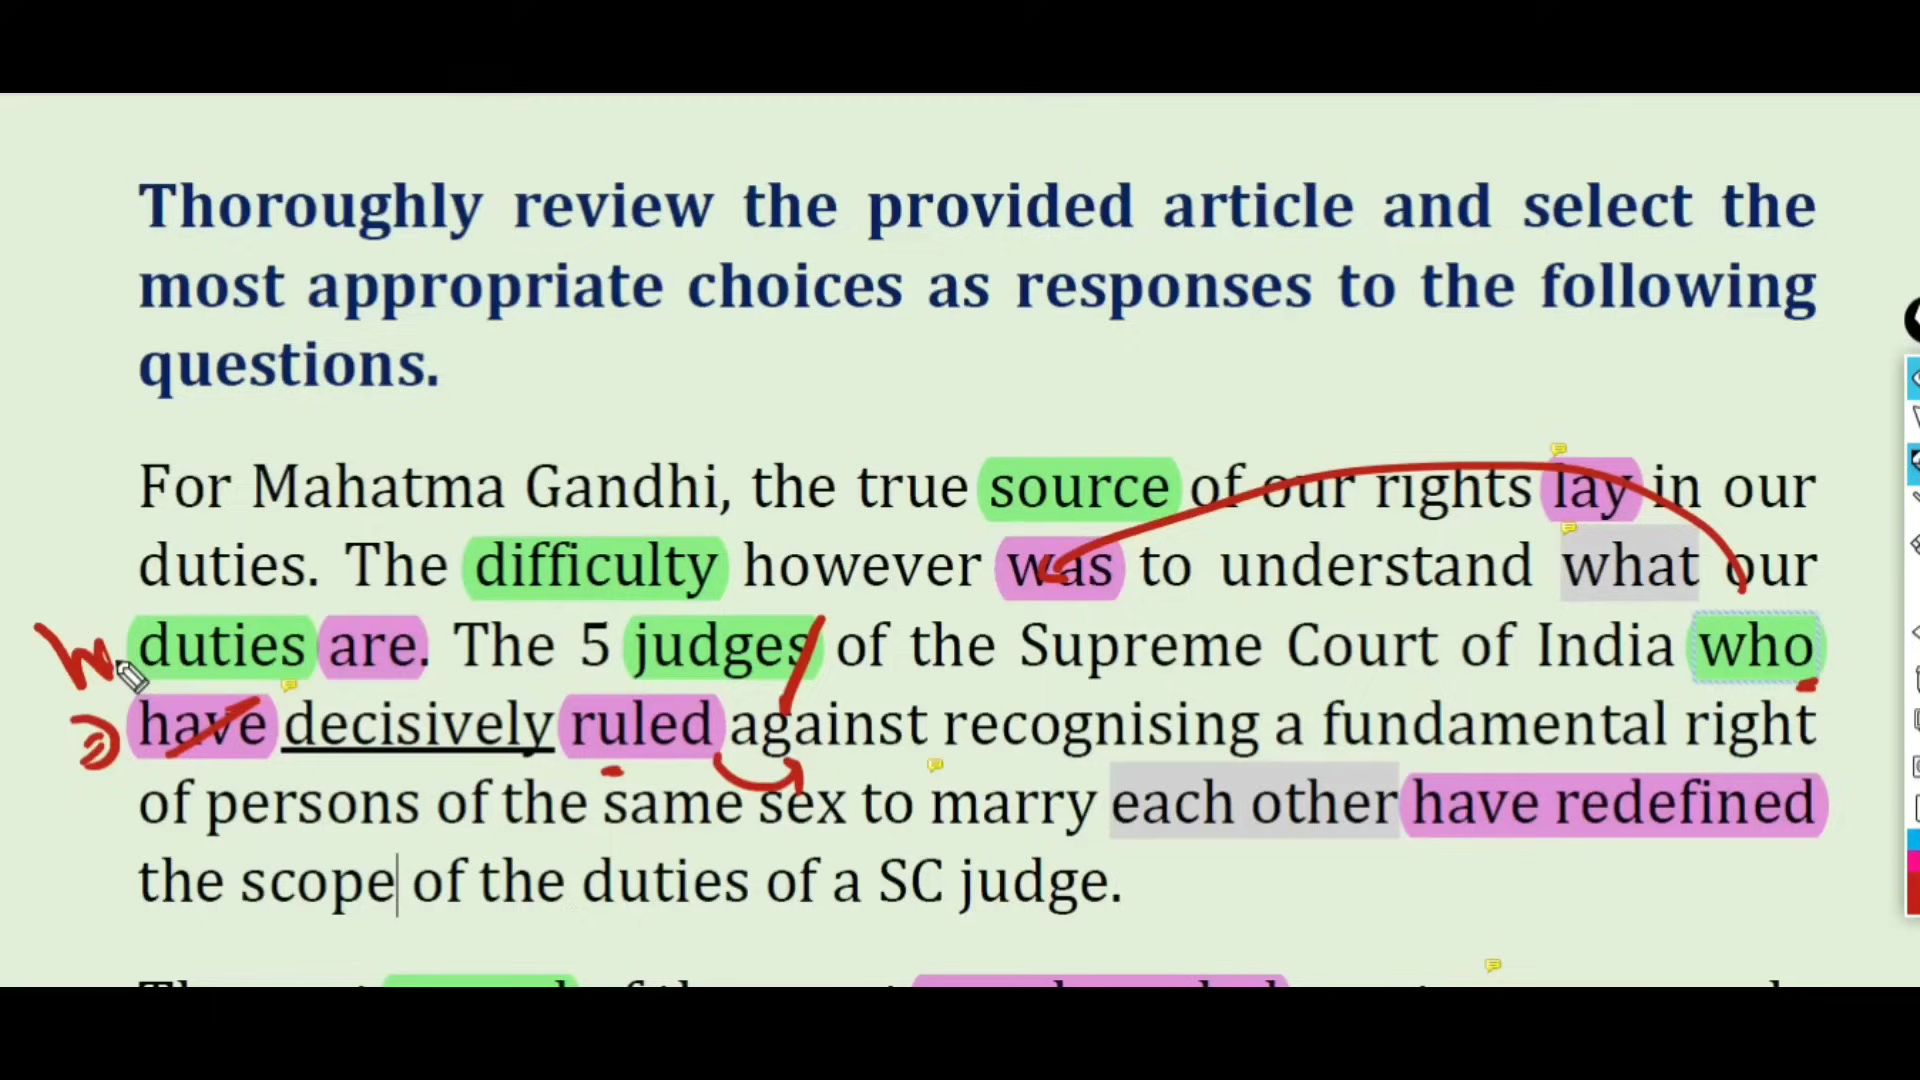 Thoroughly review the provided article and select the
most appropriate choices as responses to the following
questions.
For Mahatma Gandhi, the true source of our rights lay in our
duties. The difficulty however was to understand what our
duties are. The 5 judges of the Supreme Court of India who
have decisively ruled against recognising a fundamental right
of persons of the same sex to marry each other have redefined
the scope of the duties of a SC judge.